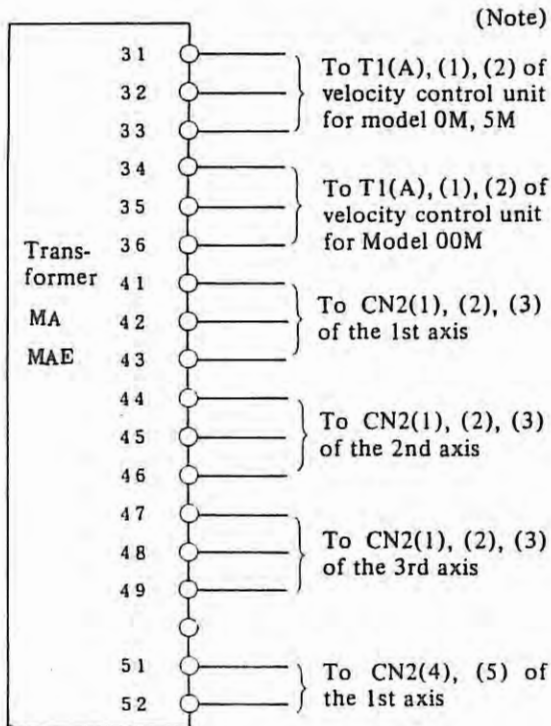 (Note)
31
32
33
To T1(A), (1), (2) of
velocity control unit
for model 0M, 5M
34
35
36
To T1(A), (1), (2) of
velocity control unit
for Model 00M
Trans-
former
MA
MAE
41
42
43
To CN2(1), (2), (3)
of the 1st axis
44
45
46
To CN2(1), (2), (3)
of the 2nd axis
47
48
49
To CN2(1), (2), (3)
of the 3rd axis
51
52
To CN2(4), (5) of
the 1st axis